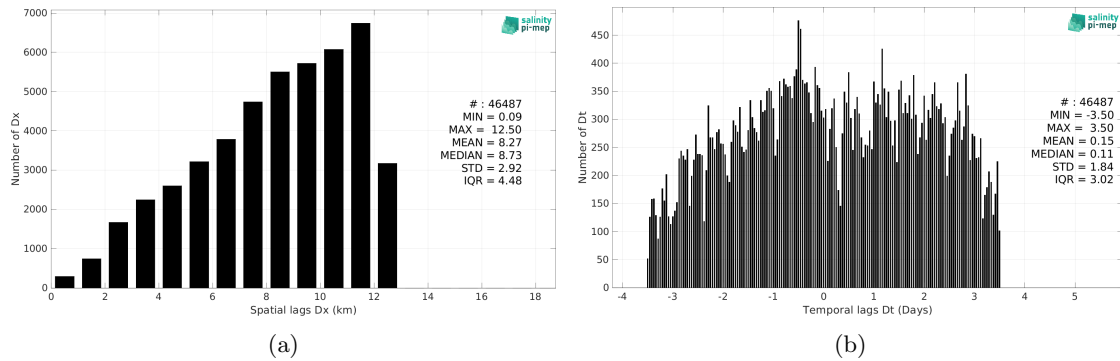 7000
6000
5000
4000
3000
2000
1000
0
Number of Dx
salinity
pi-mep
# : 46487
MIN = 0.09
MAX = 12.50
MEAN = 8.27
MEDIAN = 8.73
STD = 2.92
IQR = 4.48
0 2 4 6 8 10 12 14 16 18
Spatial lags Dx (km)
(a)
450
400
350
300
250
200
150
100
50
0
Number of Dt
salinity
pi-mep
# : 46487
MIN = -3.50
MAX = 3.50
MEAN = 0.15
MEDIAN = 0.11
STD = 1.84
IQR = 3.02
-4 -3 -2 -1 0 1 2 3 4 5
Temporal lags Dt (Days)
(b)